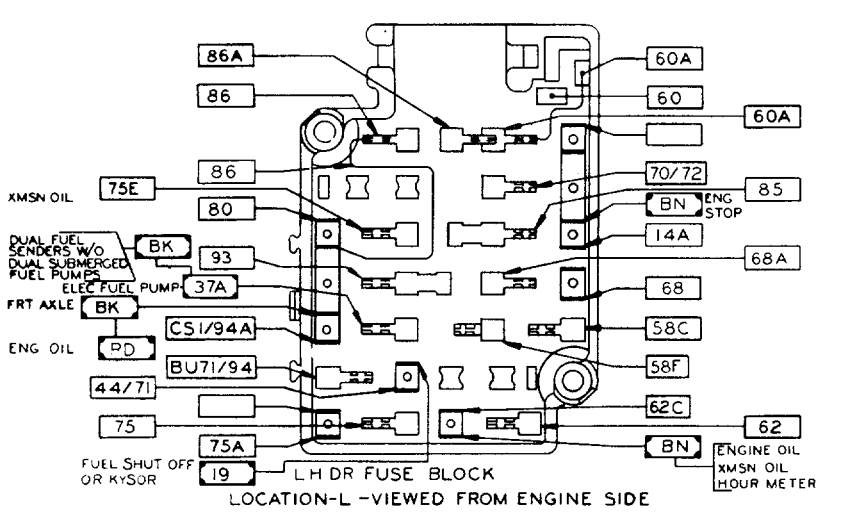 86A
60A
86
60
60A
86
70/72
XMSN OIL
75E
85
80
BN
ENG
STOP
DUAL FUEL
SENDERS W/O
DUAL SUBMERGED
FUEL PUMPS
BK
14A
93
68A
ELEC FUEL PUMP
37A
68
FRT AXLE
BK
CS1/94A
58C
ENG OIL
RD
BU71/94
58F
44/71
62C
75
62
75A
BN
ENGINE OIL
XMSN OIL
HOUR METER
FUEL SHUT OFF
OR KYSOR
19
LH DR FUSE BLOCK
LOCATION-L -VIEWED FROM ENGINE SIDE